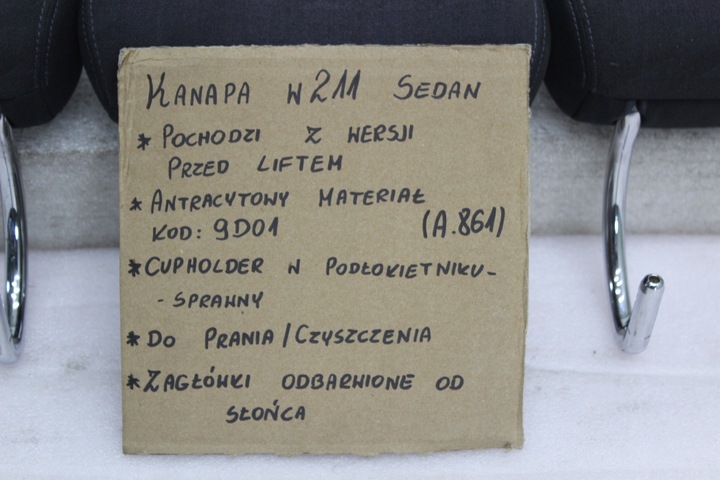 KANAPA W211 SEDAN
* POCHODZI Z WERSJI
PRZED LIFTEM
* ANTRACYTOWY MATERIAŁ
KOD: 9D01 (A.861)
* CUPHOLDER W PODŁOKIETNIKU-
- SPRAWNY
* DO PRANIA / CZYSZCZENIA
* ZAGŁÓWKI ODBARWIONE OD
SŁOŃCA